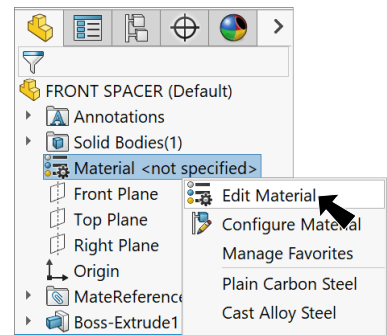 FRONT SPACER (Default)
Annotations
Solid Bodies(1)
Material <not specified>
Front Plane
Edit Material
Top Plane
Configure Material
Right Plane
Manage Favorites
Origin
Plain Carbon Steel
MateReference
Cast Alloy Steel
Boss-Extrude1